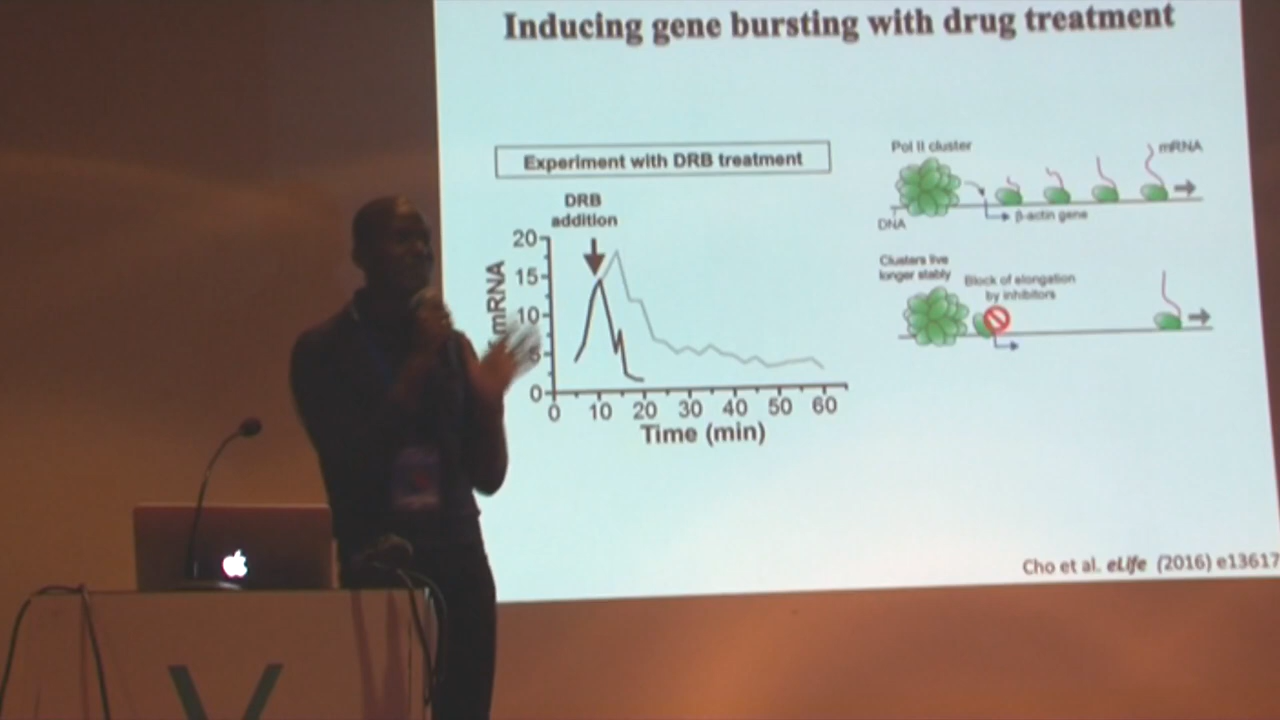 Inducing gene bursting with drug treatment
Experiment with DRB treatment
DRB
addition
20
15
10
5
0
mRNA
0 10 20 30 40 50 60
Time (min)
Pol II cluster
mRNA
DNA
β-actin gene
Clusters live
longer stably
Block of elongation
by inhibitors
Cho et al. eLife (2016) e13617